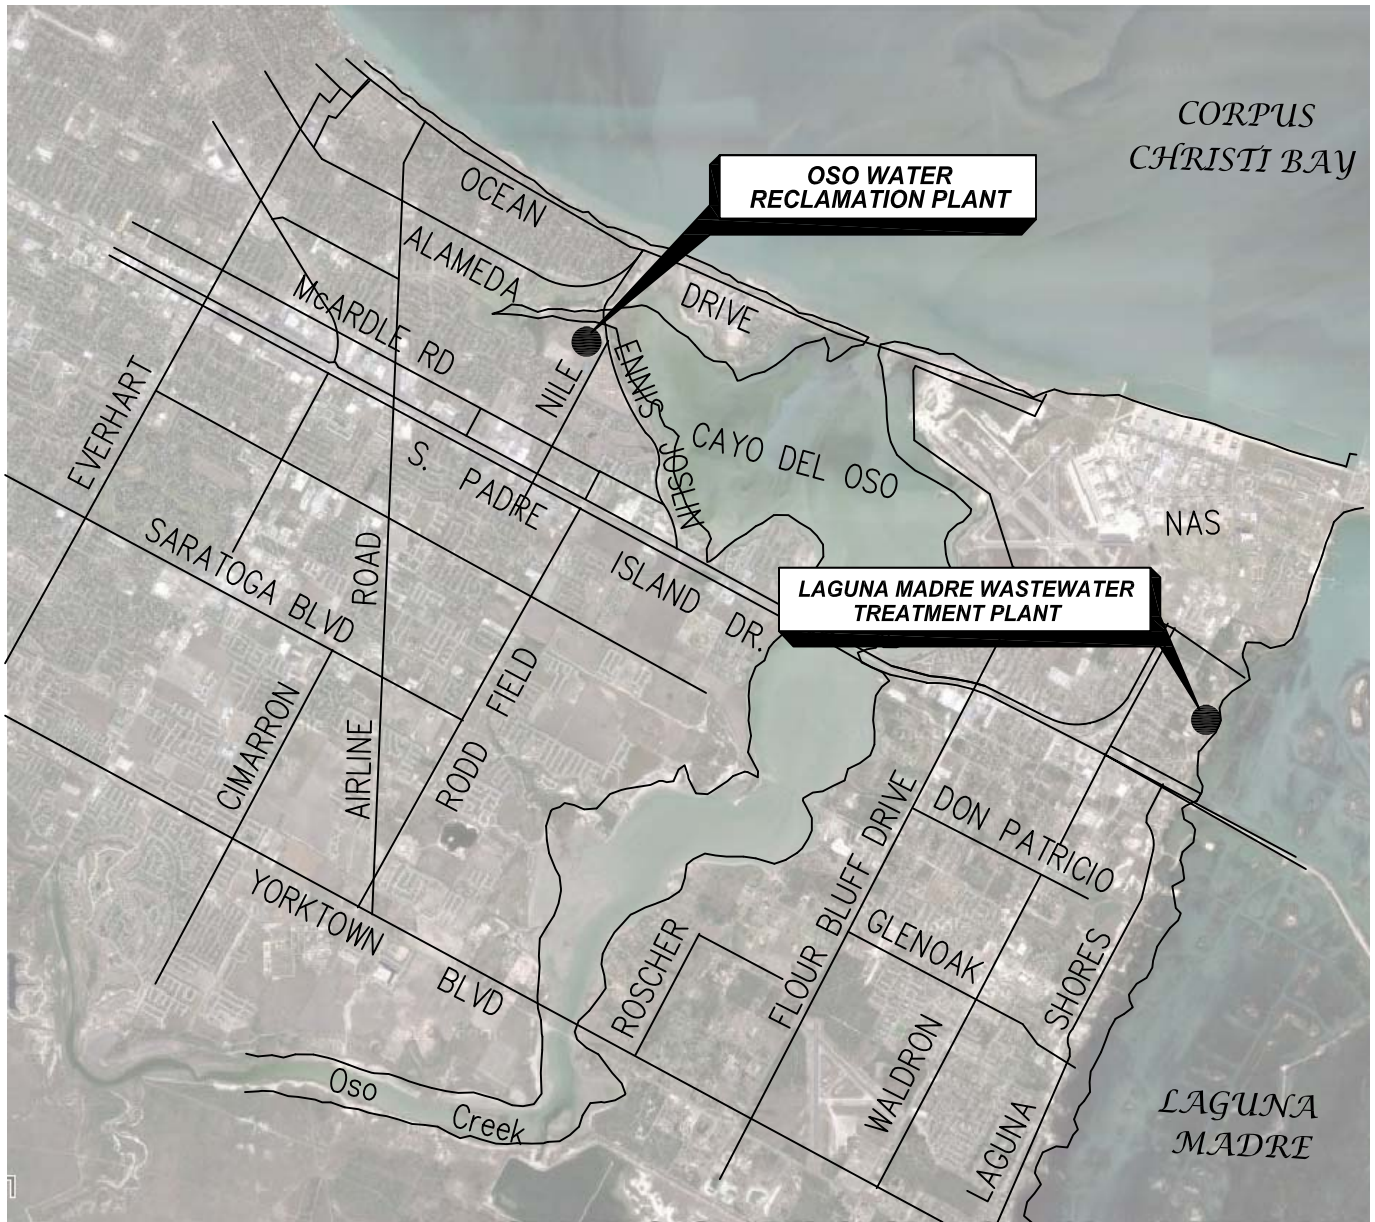 CORPUS
CHRISTI BAY
OSO WATER
RECLAMATION PLANT
OCEAN
DRIVE
ALAMEDA
McARDLE RD
NILE
ENNIS JOSLIN
EVERHART
CAYO DEL OSO
S. PADRE
ISLAND DR.
NAS
SARATOGA BLVD
AIRLINE ROAD
LAGUNA MADRE WASTEWATER
TREATMENT PLANT
CIMARRON
RODD FIELD
YORKTOWN BLVD
FLOUR BLUFF DRIVE
DON PATRICIO
GLENOAK
ROSCHER
WALDRON
LAGUNA SHORES
Oso Creek
LAGUNA
MADRE